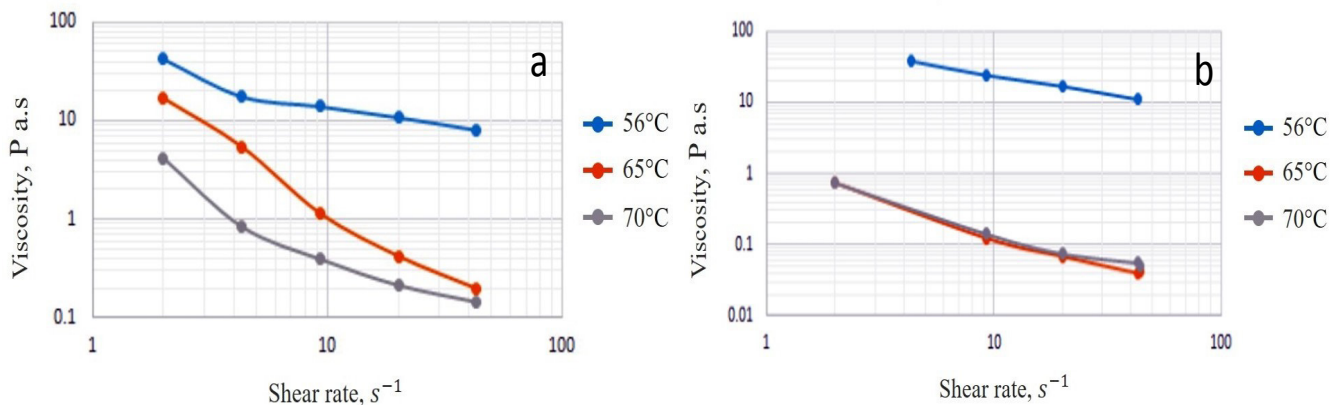 a
100
10
1
0.1
Viscosity, P a.s
1
10
100
Shear rate, s⁻¹
56°C
65°C
70°C
b
100
10
1
0.1
0.01
Viscosity, P a.s
1
10
100
Shear rate, s⁻¹
56°C
65°C
70°C